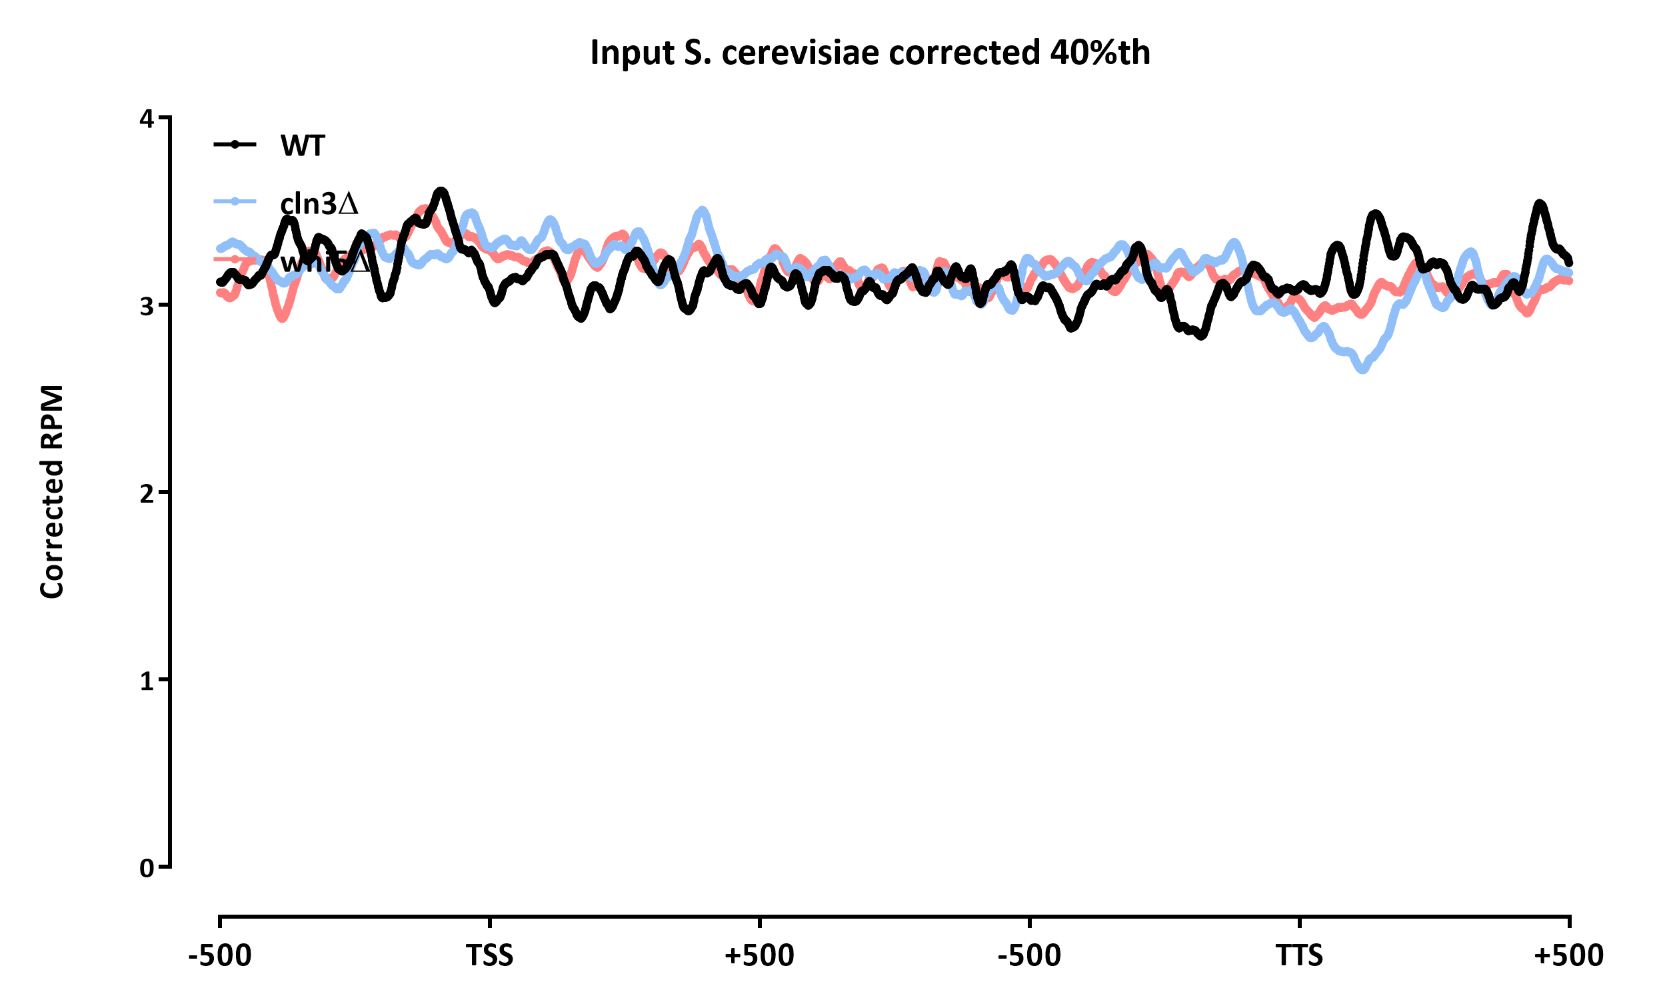 Input S. cerevisiae corrected 40%th
4
WT
cln3Δ
whi5Δ
3
2
1
0
Corrected RPM
-500 TSS +500 -500 TTS +500